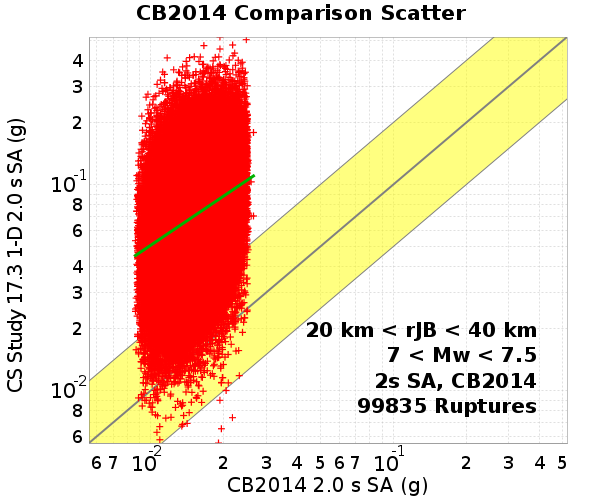 CB2014 Comparison Scatter
CS Study 17.3 1-D 2.0 s SA (g)
4
3
2
10-1
8
6
4
3
2
10-2
8
6
20 km < rJB < 40 km
7 < Mw < 7.5
2s SA, CB2014
99835 Ruptures
6 7 10-2 2 3 4 5 6 7 10-1 2 3 4 5
CB2014 2.0 s SA (g)